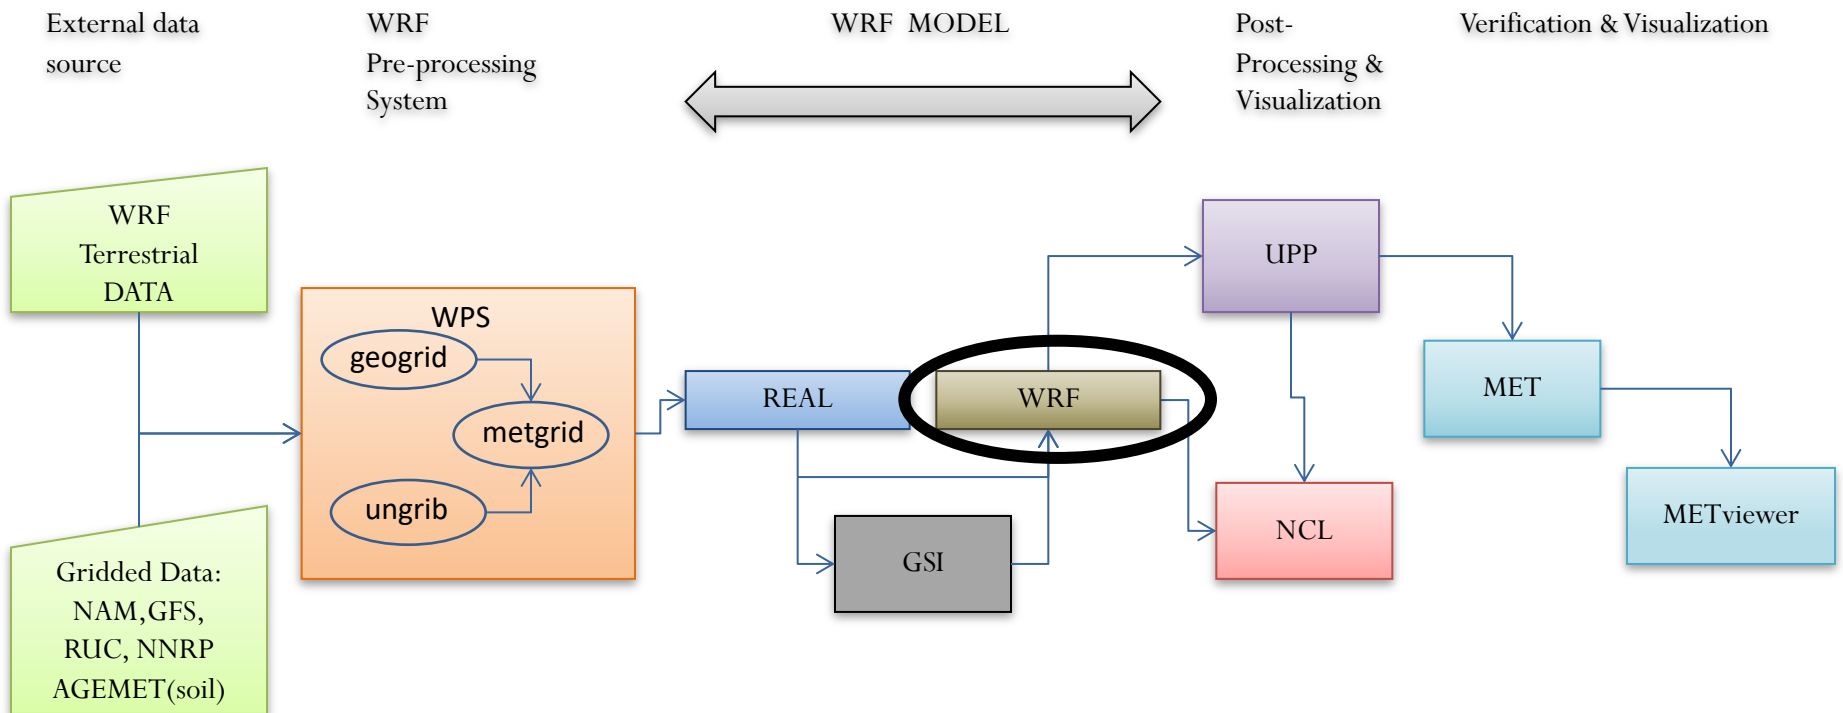 External data
source
WRF
Pre-processing
System
WRF MODEL
Post-
Processing &
Visualization
Verification & Visualization
WRF
Terrestrial
DATA
WPS
geogrid
metgrid
ungrib
REAL
WRF
GSI
UPP
NCL
MET
METviewer
Gridded Data:
NAM,GFS,
RUC, NNRP
AGEMET(soil)